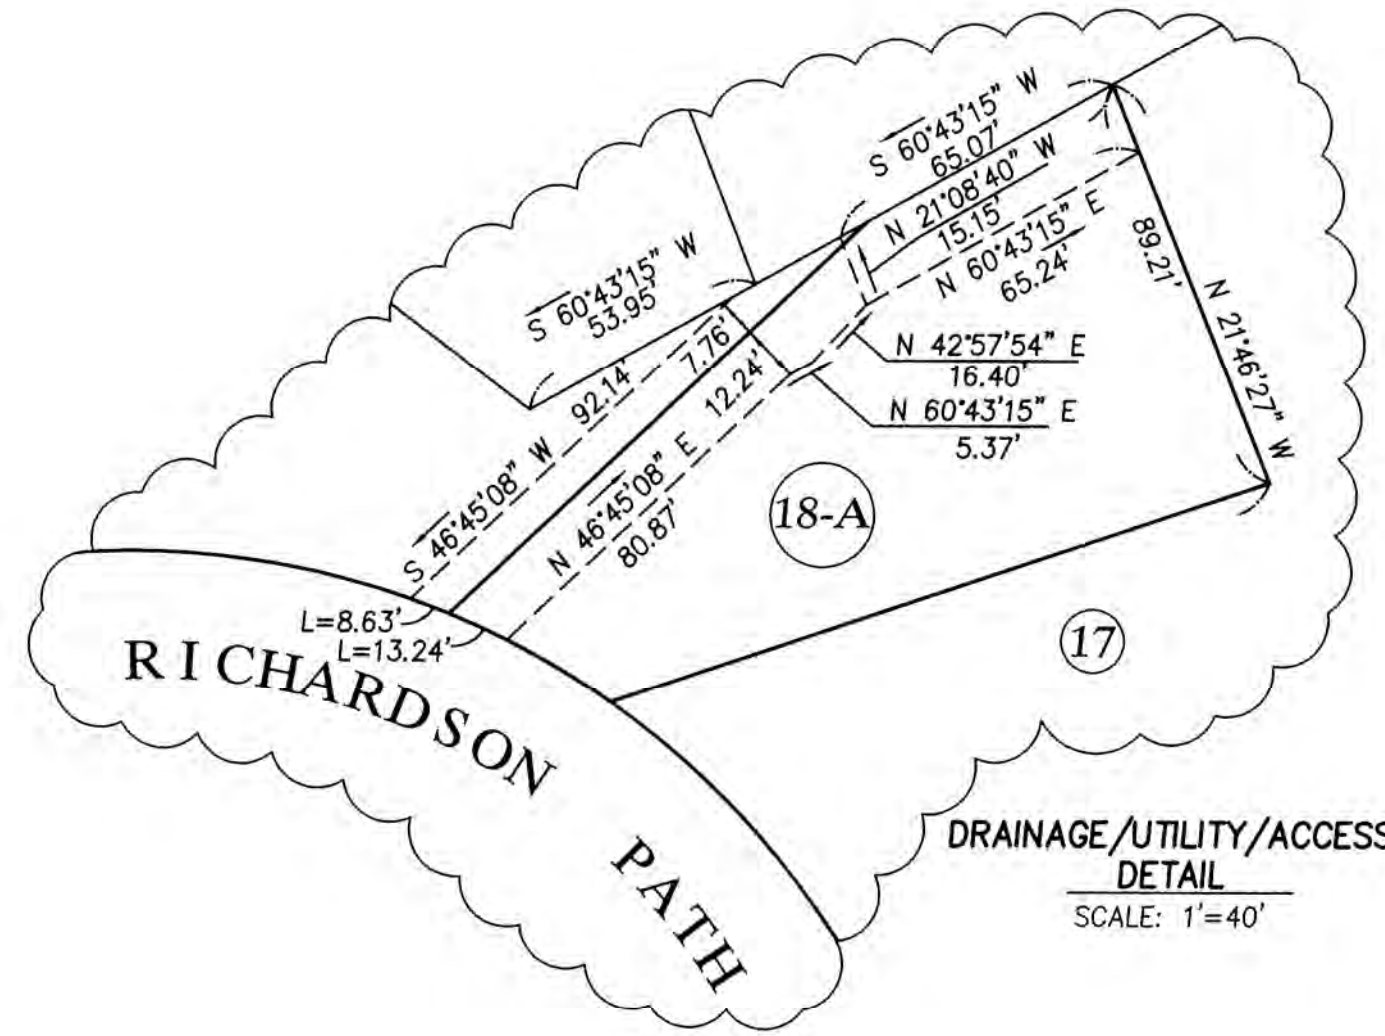 S 60°43'15" W
65.07'
N 21°08'40" W
15.15'
N 60°43'15" E
65.24'
89.21'
N 21°46'27" W
S 60°43'15" W
53.95'
S 46°45'08" W 92.14'
7.76'
12.24'
N 46°45'08" E
80.87'
N 42°57'54" E
16.40'
N 60°43'15" E
5.37'
18-A
17
L=8.63'
L=13.24'
RICHARDSON PATH
DRAINAGE/UTILITY/ACCESS
DETAIL
SCALE: 1'=40'